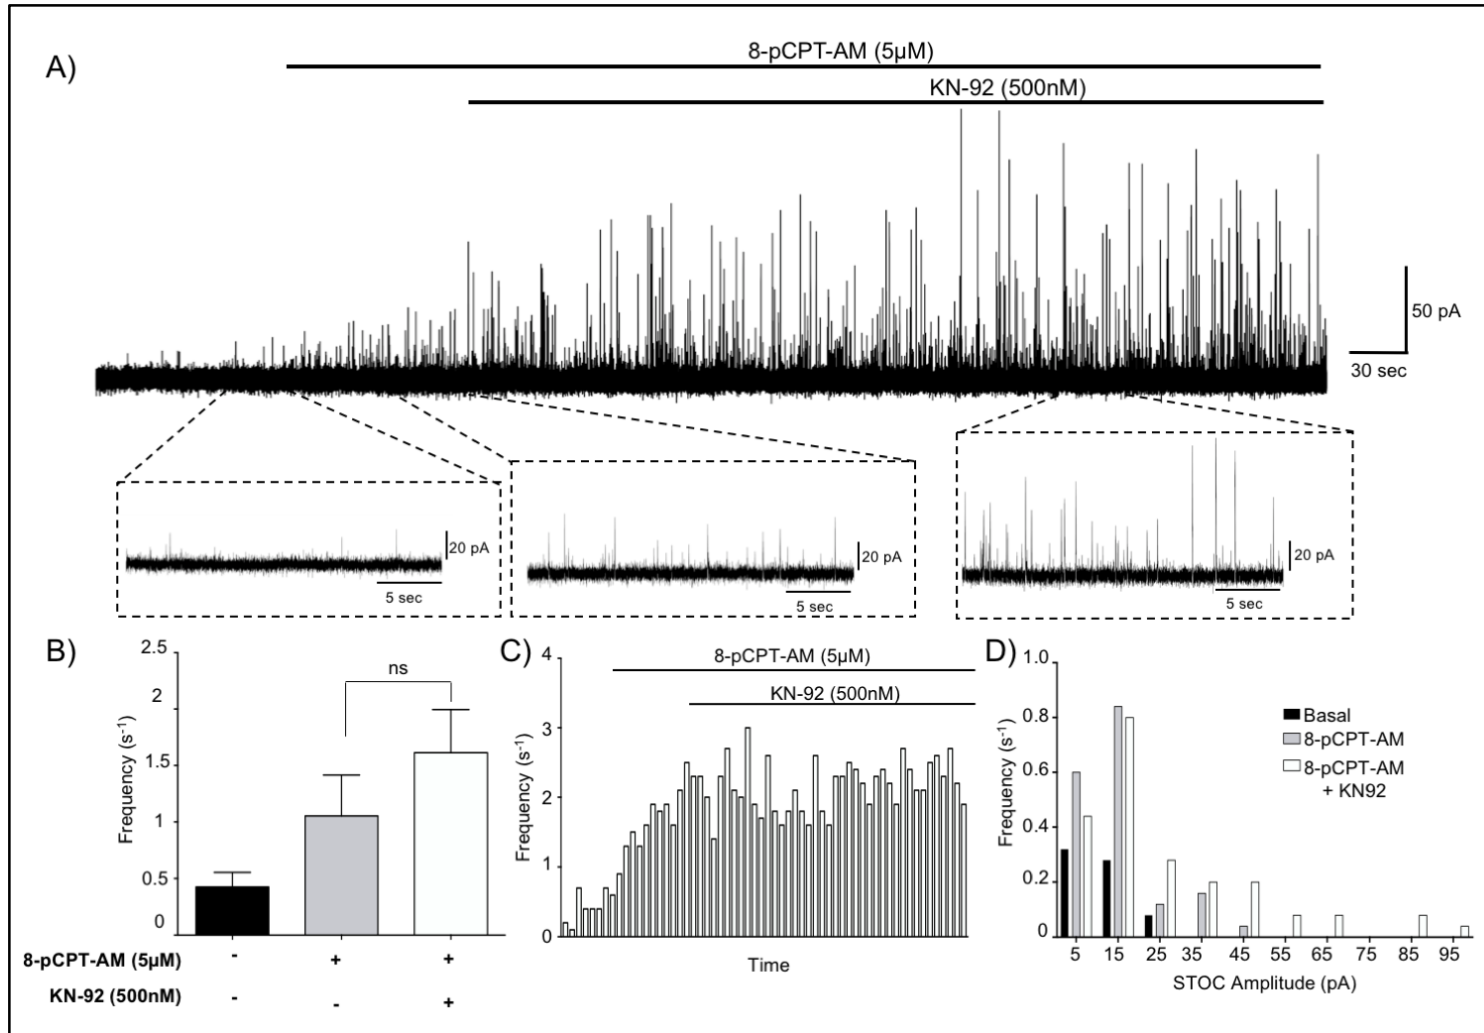 A)
8-pCPT-AM (5µM)
KN-92 (500nM)
50 pA
30 sec
20 pA
5 sec
20 pA
5 sec
20 pA
5 sec
B)
2.5
2
1.5
1
0.5
0
Frequency (s⁻¹)
ns
8-pCPT-AM (5µM) - + +
KN-92 (500nM) - - +
C)
4
3
2
1
0
Frequency (s⁻¹)
8-pCPT-AM (5µM)
KN-92 (500nM)
Time
D)
1.0
0.8
0.6
0.4
0.2
0
Frequency (s⁻¹)
Basal
8-pCPT-AM
8-pCPT-AM
+ KN92
5 15 25 35 45 55 65 75 85 95
STOC Amplitude (pA)